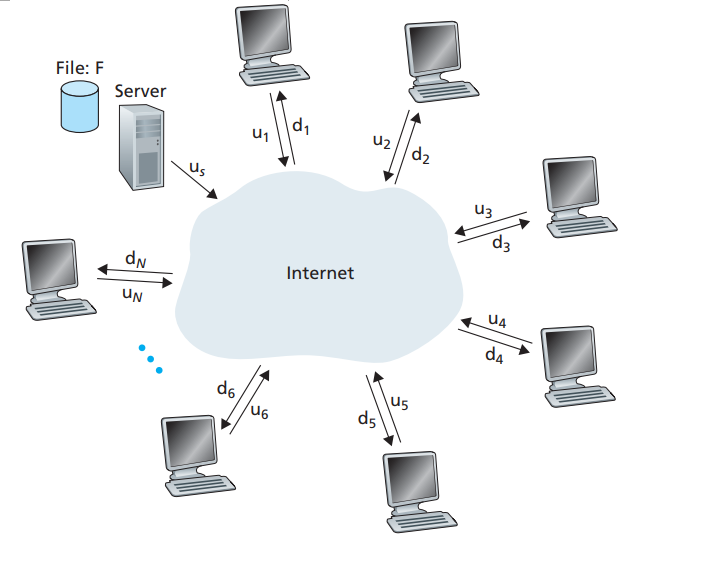 File: F
Server
u1
d1
u2
d2
us
u3
d3
dN
uN
Internet
u4
d4
d6
u6
u5
d5